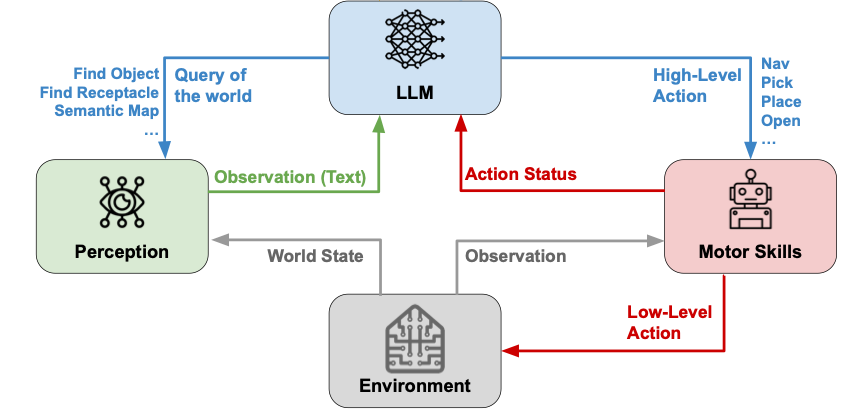 LLM
Find Object
Find Receptacle
Semantic Map
...
Query of
the world
High-Level
Action
Nav
Pick
Place
Open
...
Observation (Text)
Action Status
Perception
Motor Skills
World State
Observation
Low-Level
Action
Environment